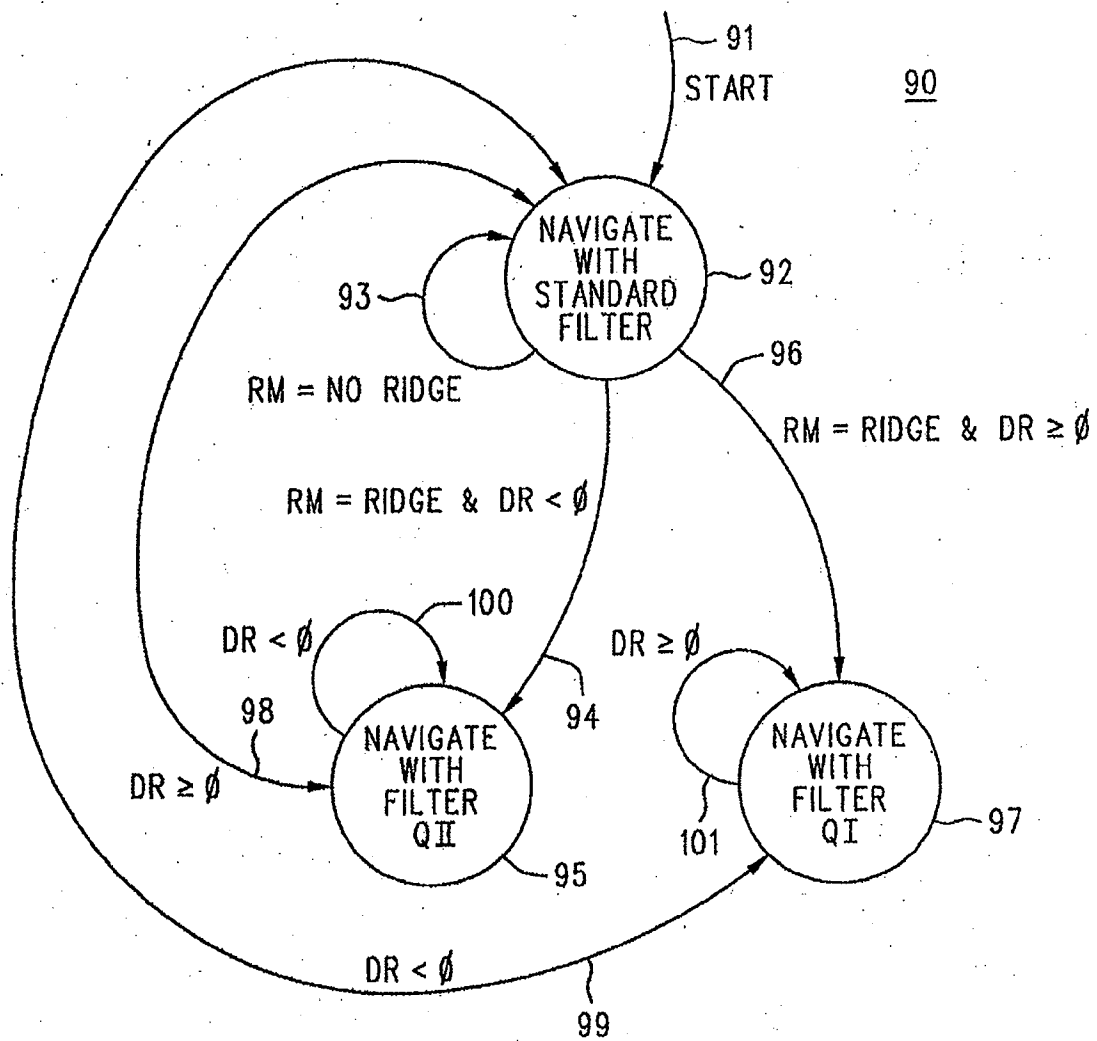 91
START
90
NAVIGATE
WITH
STANDARD
FILTER
92
93
96
RM = NO RIDGE
RM = RIDGE & DR ≥ ∅
RM = RIDGE & DR < ∅
100
DR < ∅
DR ≥ ∅
94
98
NAVIGATE
WITH
FILTER
QII
NAVIGATE
WITH
FILTER
QI
DR ≥ ∅
101
97
95
DR < ∅
99